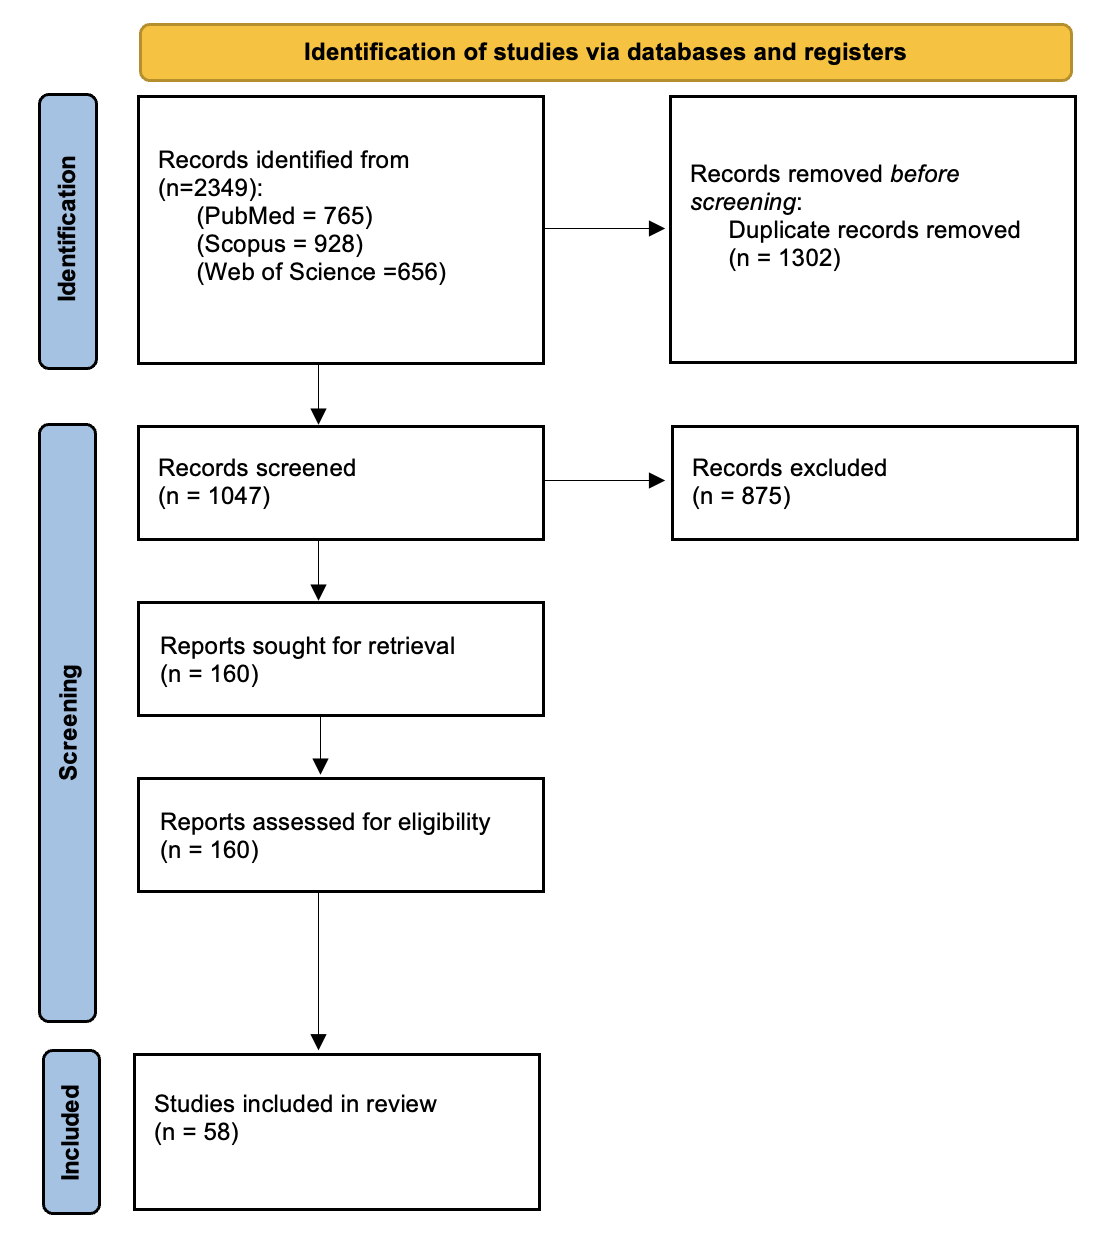 Identification of studies via databases and registers
Identification
Records identified from
(n=2349):
(PubMed = 765)
(Scopus = 928)
(Web of Science =656)
Records removed before
screening:
Duplicate records removed
(n = 1302)
Screening
Records screened
(n = 1047)
Records excluded
(n = 875)
Reports sought for retrieval
(n = 160)
Reports assessed for eligibility
(n = 160)
Included
Studies included in review
(n = 58)